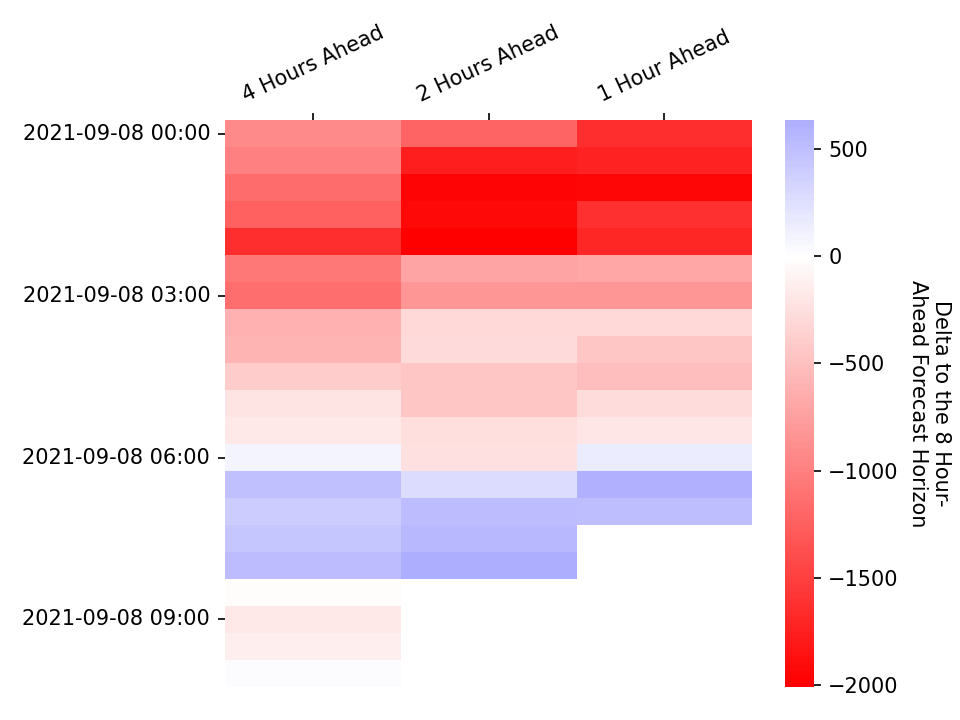 4 Hours Ahead
2 Hours Ahead
1 Hour Ahead
2021-09-08 00:00
2021-09-08 03:00
2021-09-08 06:00
2021-09-08 09:00
500
0
−500
−1000
−1500
−2000
Delta to the 8 Hour-
Ahead Forecast Horizon